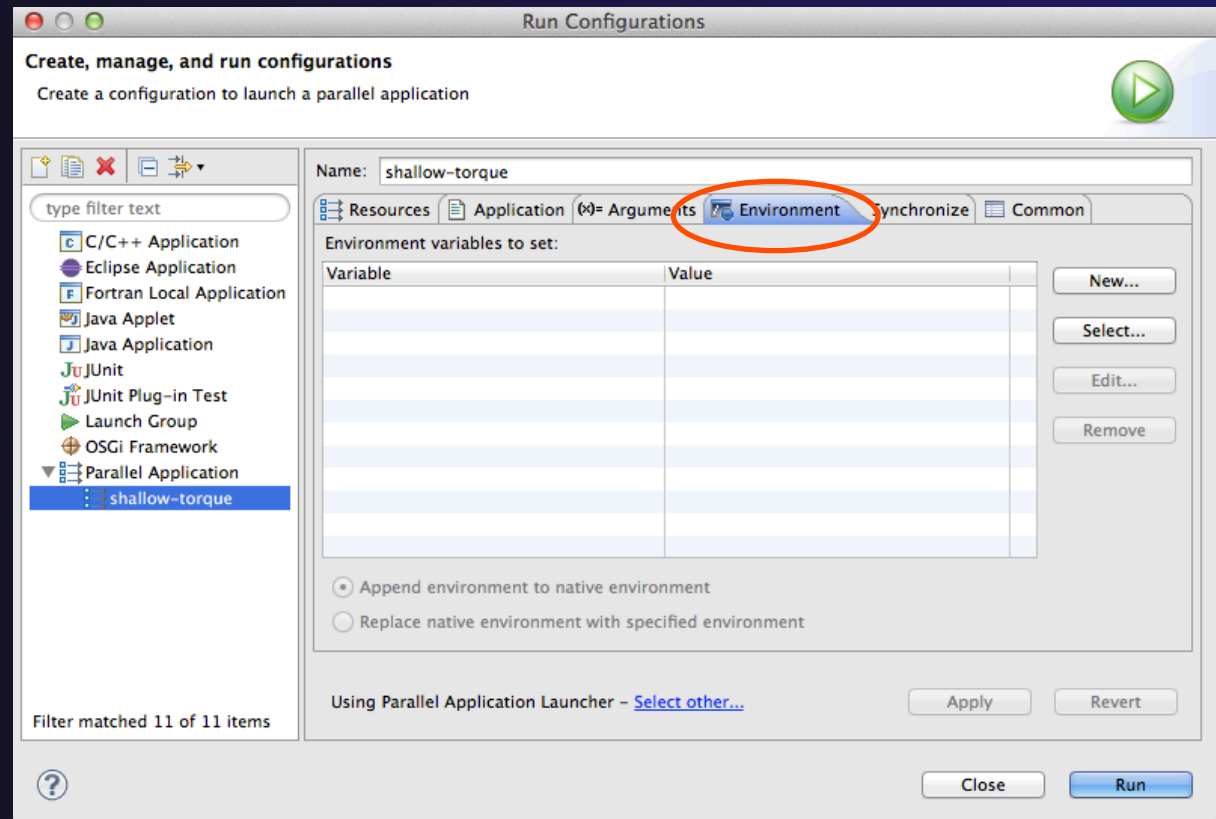 Run Configurations
Create, manage, and run configurations
Create a configuration to launch a parallel application
Name: shallow-torque
type filter text
Resources Application (x)= Arguments Environment Synchronize Common
C/C++ Application
Eclipse Application
Fortran Local Application
Java Applet
Java Application
JUnit
JUnit Plug-in Test
Launch Group
OSGi Framework
Parallel Application
shallow-torque
Filter matched 11 of 11 items
Environment variables to set:
Variable Value
New...
Select...
Edit...
Remove
Append environment to native environment
Replace native environment with specified environment
Using Parallel Application Launcher – Select other...
Apply Revert
Close Run